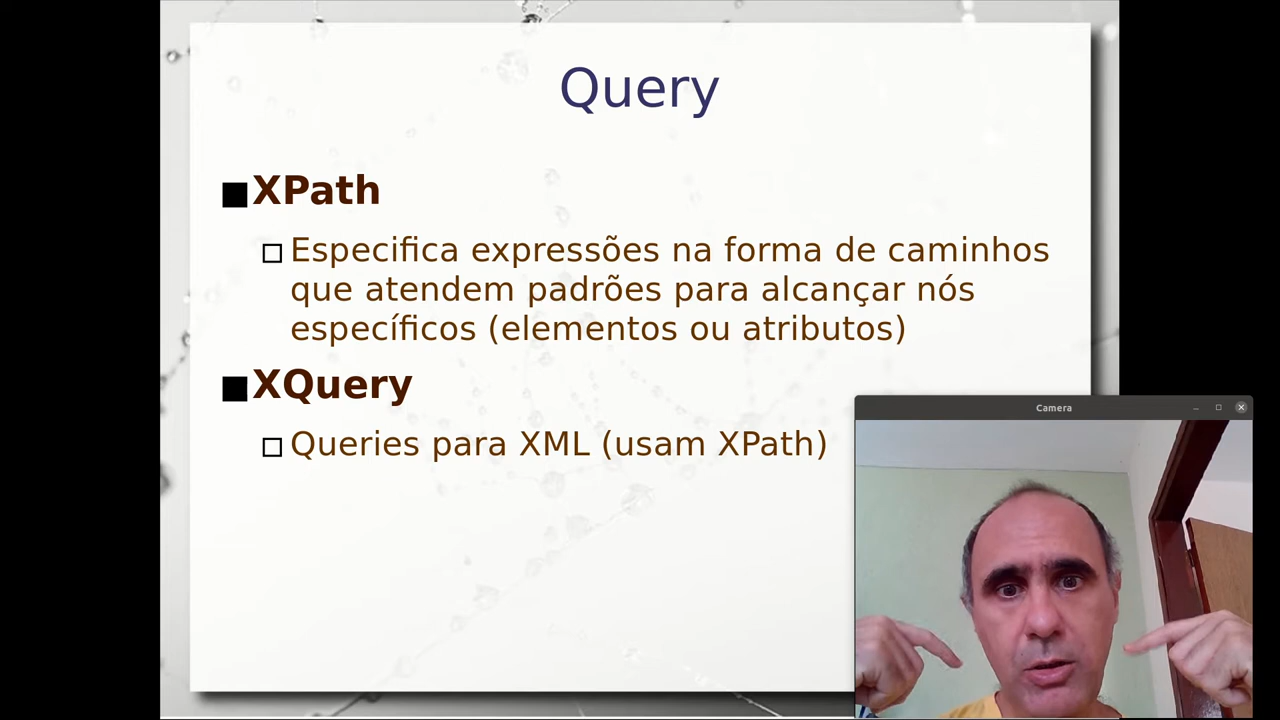 Query
XPath
Especifica expressões na forma de caminhos
que atendem padrões para alcançar nós
específicos (elementos ou atributos)
XQuery
Queries para XML (usam XPath)
Camera